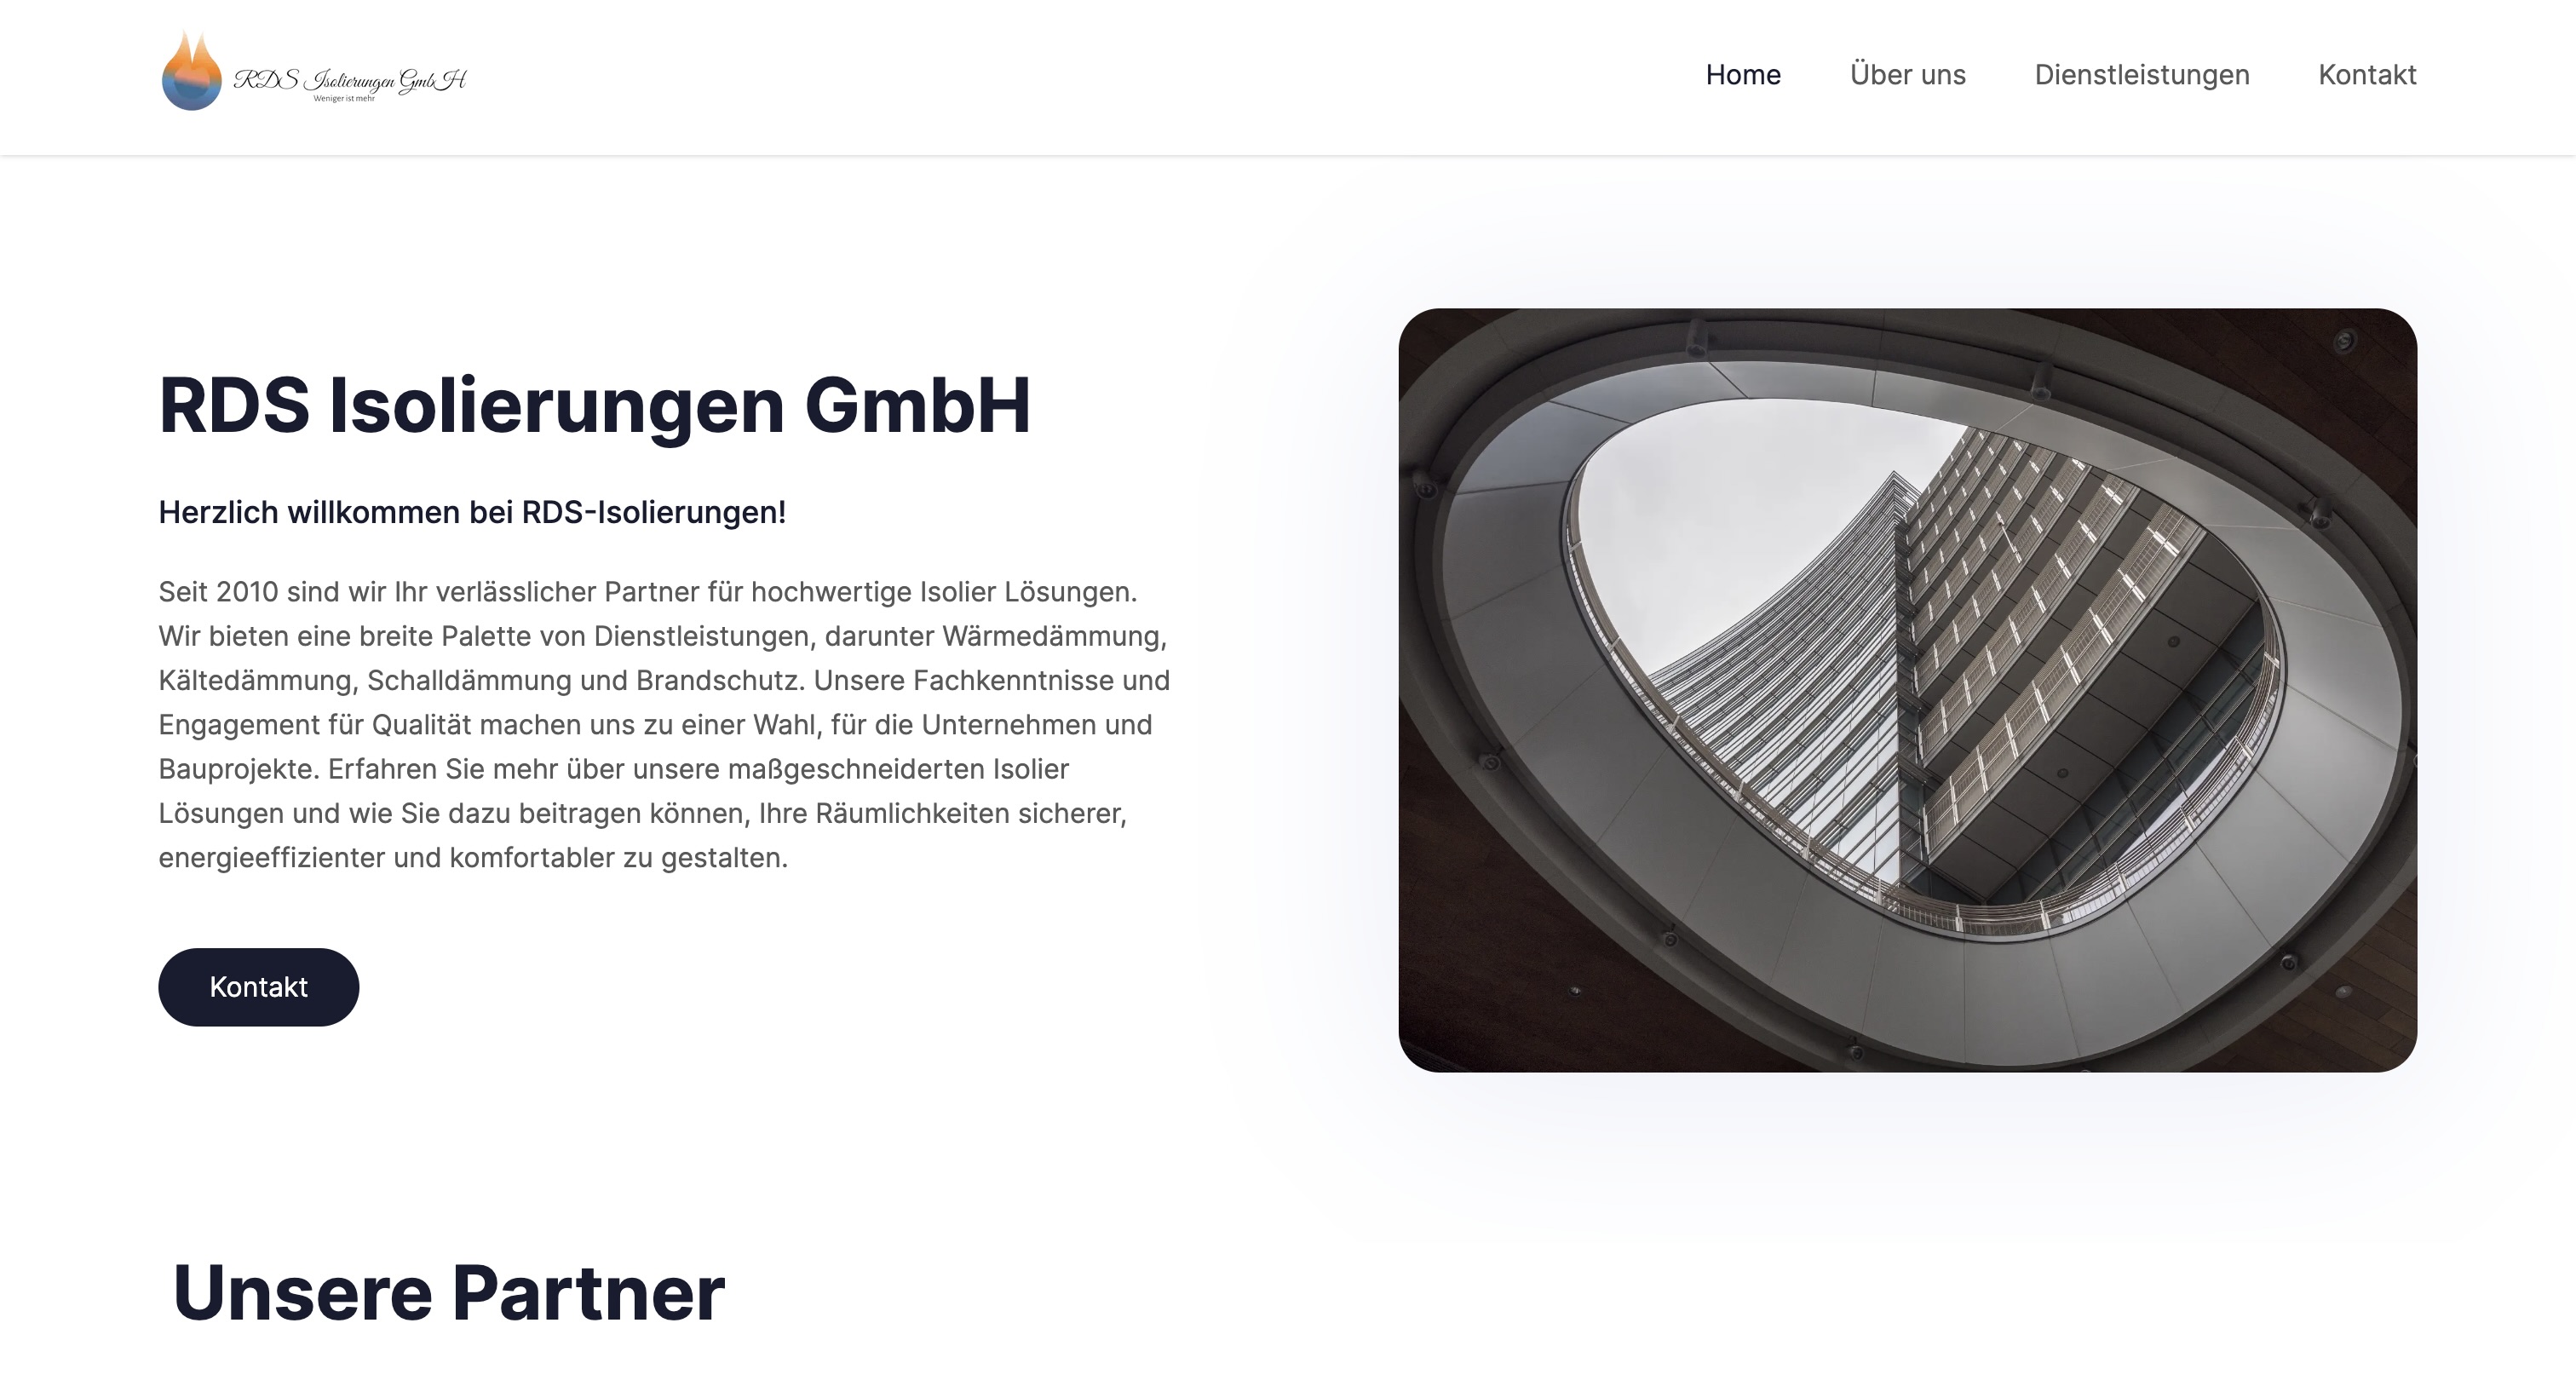 RDS Isolierungen GmbH
Weniger ist mehr
Home
Über uns
Dienstleistungen
Kontakt
RDS Isolierungen GmbH
Herzlich willkommen bei RDS-Isolierungen!
Seit 2010 sind wir Ihr verlässlicher Partner für hochwertige Isolier Lösungen.
Wir bieten eine breite Palette von Dienstleistungen, darunter Wärmedämmung,
Kältedämmung, Schalldämmung und Brandschutz. Unsere Fachkenntnisse und
Engagement für Qualität machen uns zu einer Wahl, für die Unternehmen und
Bauprojekte. Erfahren Sie mehr über unsere maßgeschneiderten Isolier
Lösungen und wie Sie dazu beitragen können, Ihre Räumlichkeiten sicherer,
energieeffizienter und komfortabler zu gestalten.
Kontakt
Unsere Partner